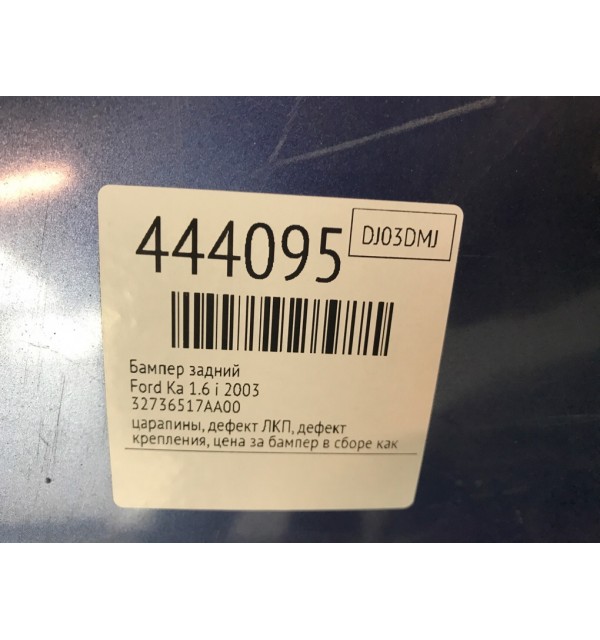 444095
DJ03DMJ
Бампер задний
Ford Ka 1.6 i 2003
32736517AA00
царапины, дефект ЛКП, дефект
крепления, цена за бампер в сборе как